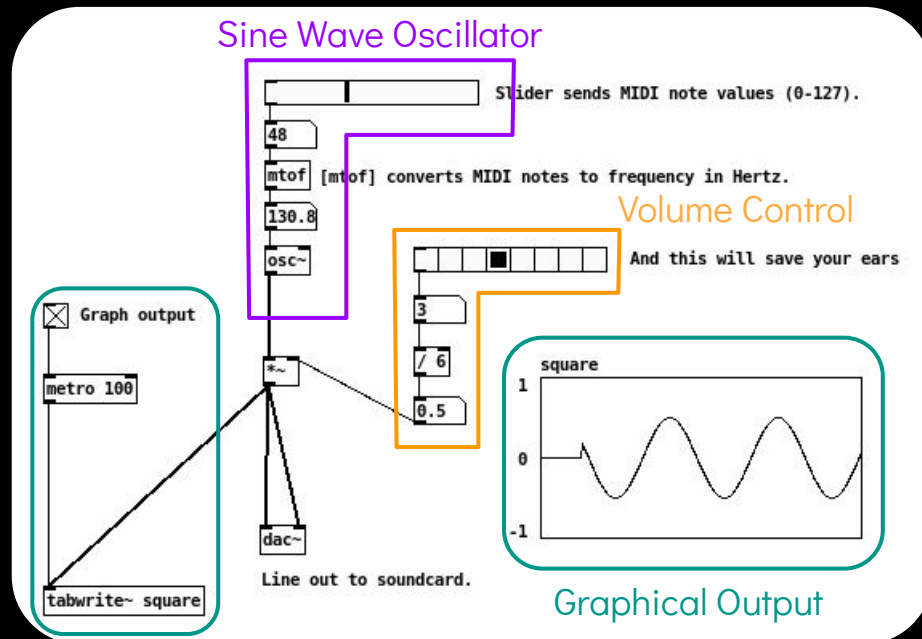 Sine Wave Oscillator
Slider sends MIDI note values (0-127).
48
mtof
[mtof] converts MIDI notes to frequency in Hertz.
130.8
Volume Control
osc~
And this will save your ears
Graph output
3
/ 6
0.5
*~
metro 100
square
1
0
-1
dac~
Line out to soundcard.
tabwrite~ square
Graphical Output